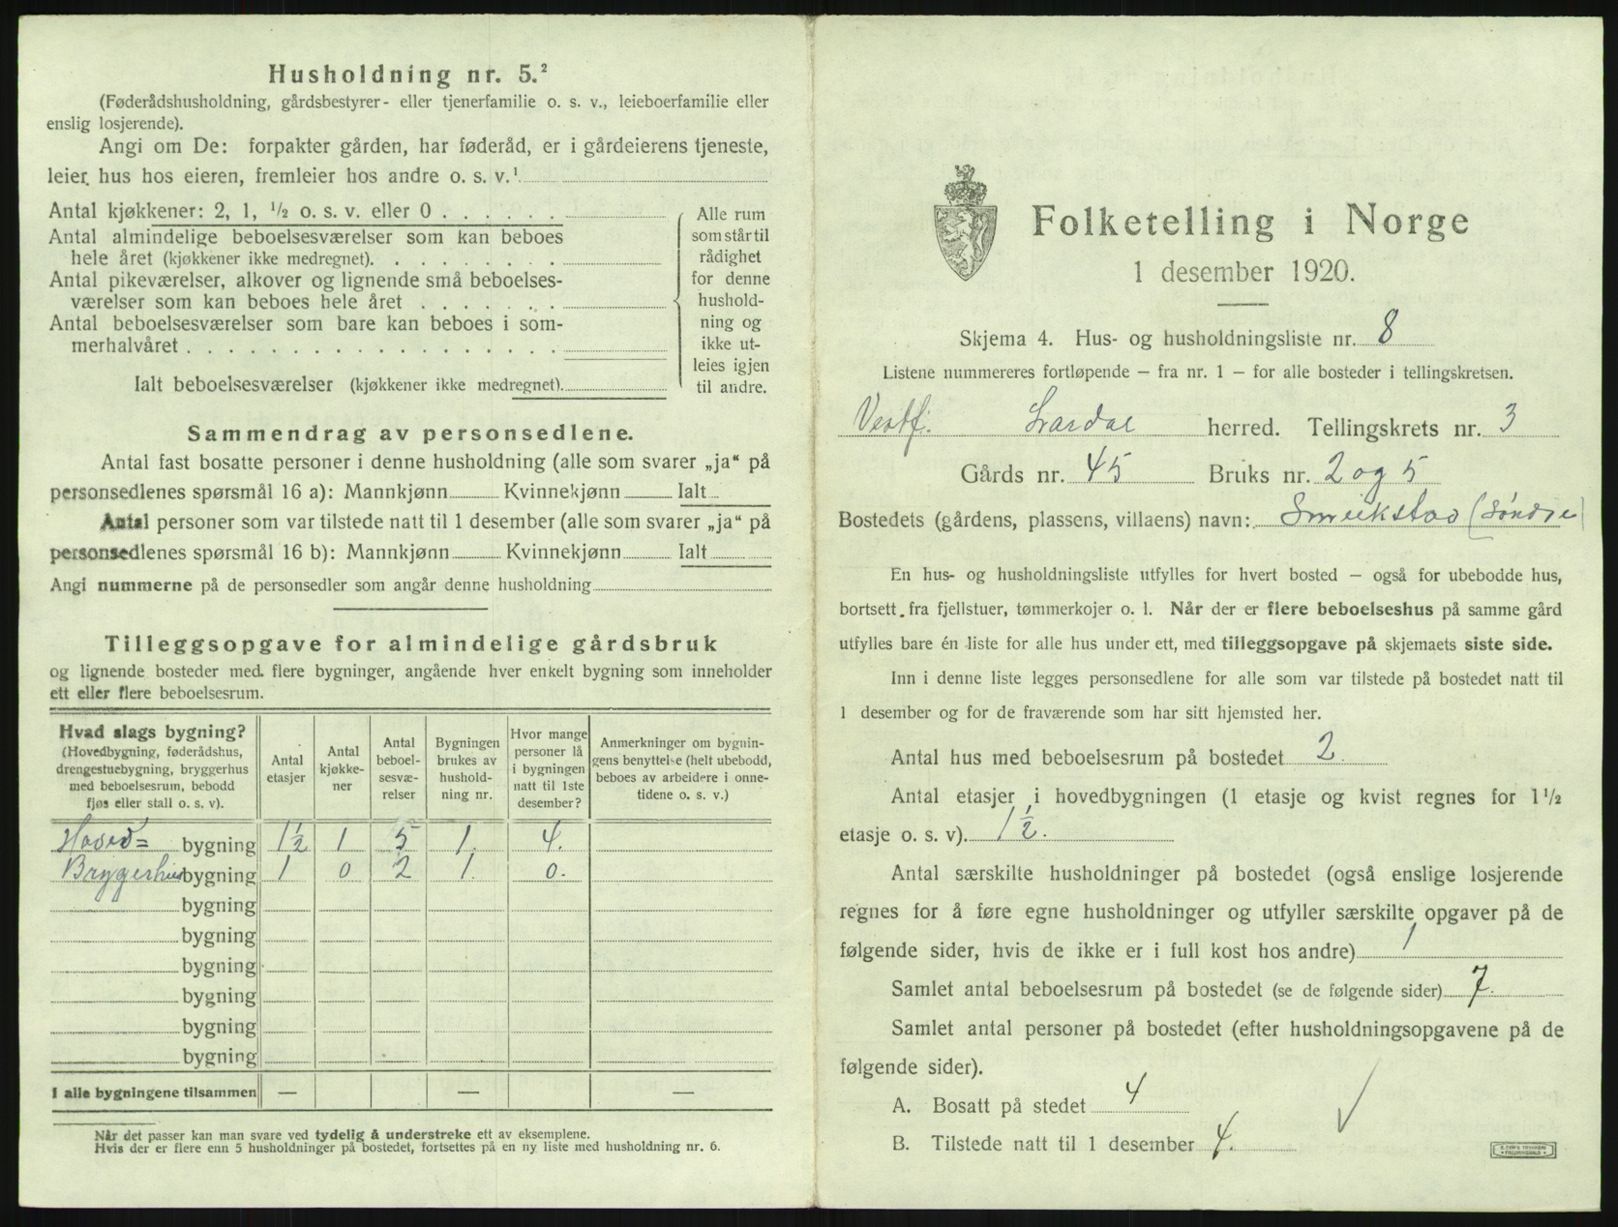 Husholdning nr. 5.²
(Føderådshusholdning, gårdsbestyrer- eller tjenerfamilie o. s. v., leieboerfamilie eller
enslig losjerende).
Angi om De: forpakter gården, har føderåd, er i gårdeierens tjeneste,
leier hus hos eieren, fremleier hos andre o. s. v.¹
Antal kjøkkener: 2, 1, ½ o. s. v. eller 0
Antal almindelige beboelsesværelser som kan beboes
hele året (kjøkkener ikke medregnet).
Antal pikeværelser, alkover og lignende små beboelses-
værelser som kan beboes hele året
Antal beboelsesværelser som bare kan beboes i som-
merhalvåret
Ialt beboelsesværelser (kjøkkener ikke medregnet).
Alle rum
som står til
rådighet
for denne
hushold-
ning og
ikke ut-
leies igjen
til andre.
Sammendrag av personsedlene.
Antal fast bosatte personer i denne husholdning (alle som svarer „ja“ på
personsedlenes spørsmål 16 a): Mannkjønn Kvinnekjønn Ialt
Antal personer som var tilstede natt til 1 desember (alle som svarer „ja“ på
personsedlenes spørsmål 16 b): Mannkjønn Kvinnekjønn Ialt
Angi nummerne på de personsedler som angår denne husholdning
Tilleggsopgave for almindelige gårdsbruk
og lignende bosteder med flere bygninger, angående hver enkelt bygning som inneholder
ett eller flere beboelsesrum.
Hvad slags bygning?
(Hovedbygning, føderådshus,
drengestuebygning, bryggerhus
med beboelsesrum, bebodd
fjøs eller stall o. s. v).
Antal
etasjer
Antal
kjøkke-
ner
Antal
beboel-
sesvæ-
relser
Bygningen
brukes av
hushold-
ning nr.
Hvor mange
personer lå
i bygningen
natt til 1ste
desember?
Anmerkninger om bygnin-
gens benyttelse (helt ubebodd,
beboes av arbeidere i onne-
tidene o. s. v.)
Hoved= bygning 1½ 1 5 1. 4.
Bryggerhus bygning 1 0 2 1. 0.
bygning
bygning
bygning
bygning
bygning
bygning
I alle bygningene tilsammen — — —
Når det passer kan man svare ved tydelig å understreke ett av eksemplene.
Hvis der er flere enn 5 husholdninger på bostedet, fortsettes på en ny liste med husholdning nr. 6.
Folketelling i Norge
1 desember 1920.
Skjema 4. Hus- og husholdningsliste nr. 8
Listene nummereres fortløpende — fra nr. 1 — for alle bosteder i tellingskretsen.
Vestf. Lardal herred. Tellingskrets nr. 3
Gårds nr. 45 Bruks nr. 2 og 5
Bostedets (gårdens, plassens, villaens) navn: Smukstad (Søndre)
En hus- og husholdningsliste utfylles for hvert bosted — også for ubebodde hus,
bortsett fra fjellstuer, tømmerkojer o. l. Når der er flere beboelseshus på samme gård
utfylles bare én liste for alle hus under ett, med tilleggsopgave på skjemaets siste side.
Inn i denne liste legges personsedlene for alle som var tilstede på bostedet natt til
1 desember og for de fraværende som har sitt hjemsted her.
Antal hus med beboelsesrum på bostedet 2
Antal etasjer i hovedbygningen (1 etasje og kvist regnes for 1½
etasje o. s. v). 1½.
Antal særskilte husholdninger på bostedet (også enslige losjerende
regnes for å føre egne husholdninger og utfyller særskilte opgaver på de
følgende sider, hvis de ikke er i full kost hos andre) 1
Samlet antal beboelsesrum på bostedet (se de følgende sider) 7.
Samlet antal personer på bostedet (efter husholdningsopgavene på de
følgende sider).
A. Bosatt på stedet 4
B. Tilstede natt til 1 desember 4.